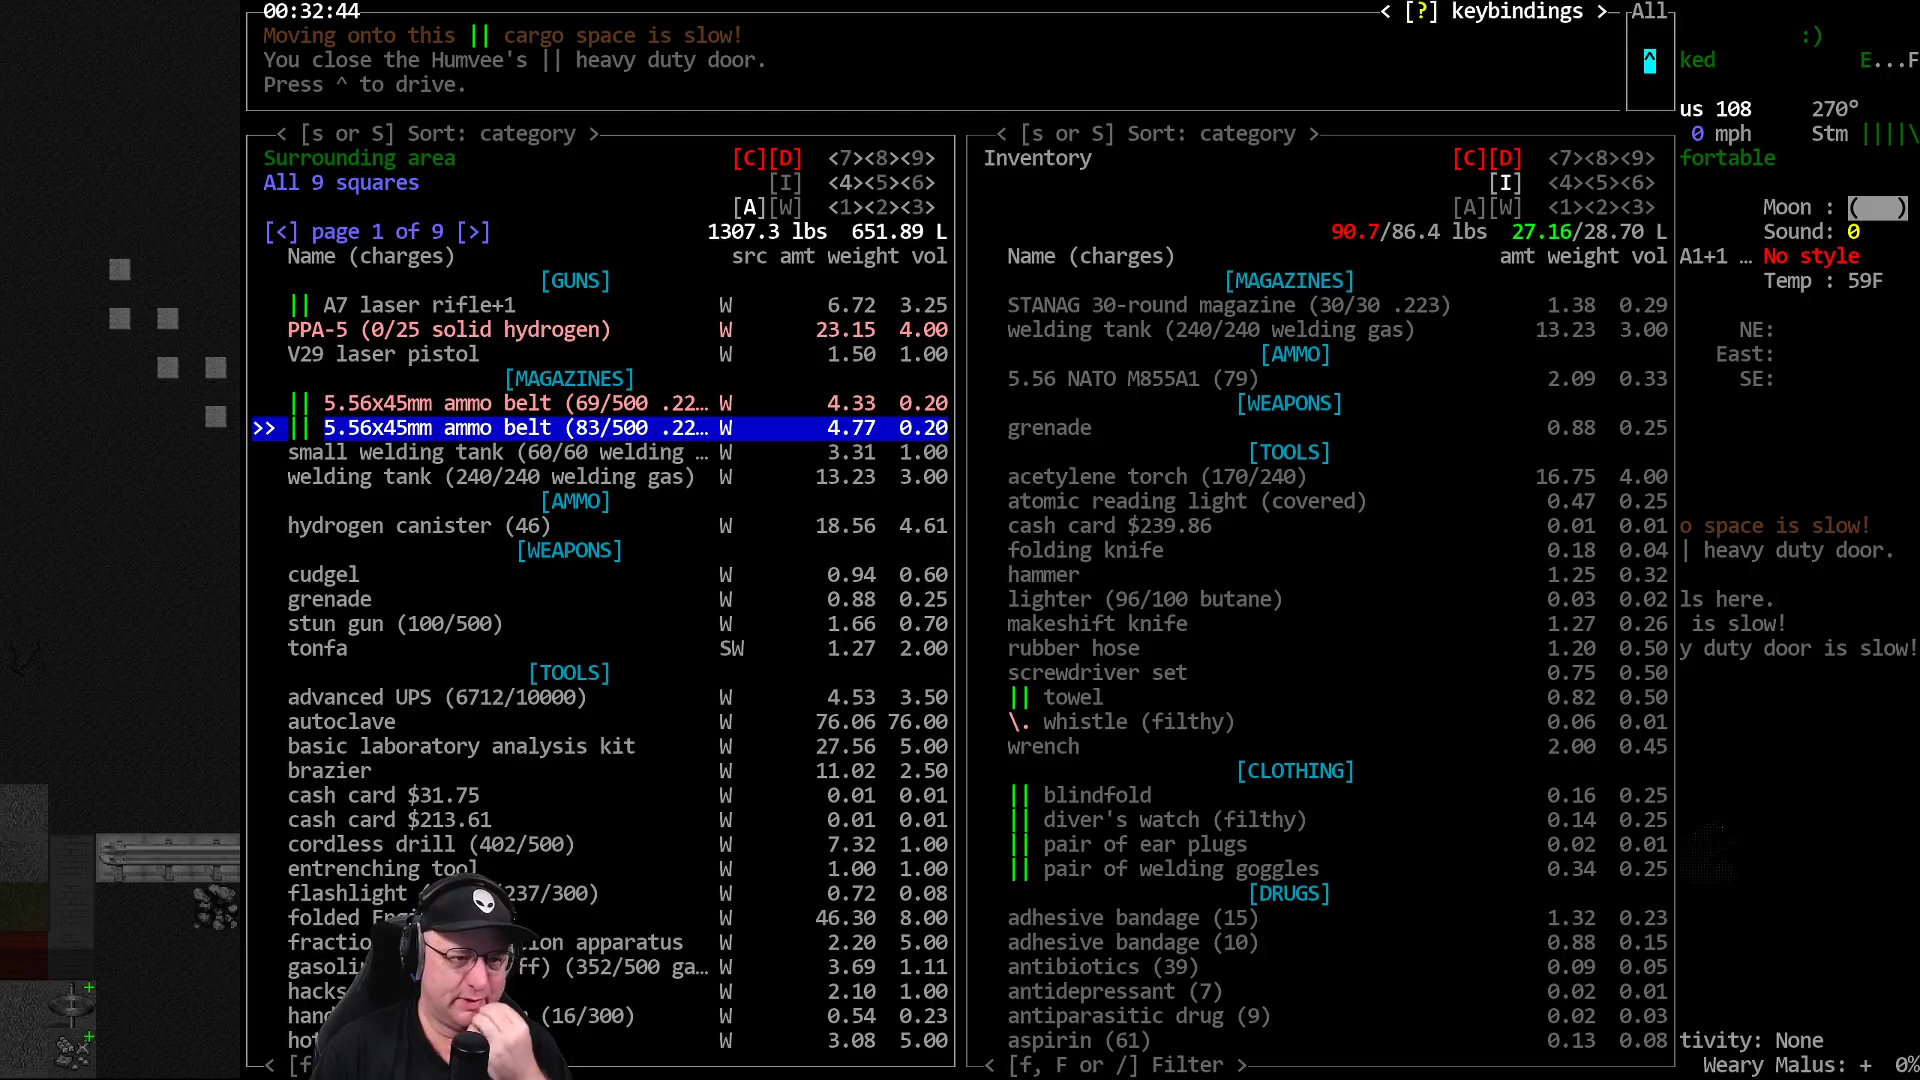 00:32:44
< [?] keybindings >
All
Moving onto this || cargo space is slow!
You close the Humvee's || heavy duty door.
Press ^ to drive.
^
:)
ked E...F
us 108 270°
0 mph Stm ||||\
fortable
Moon : ( )
Sound: 0
A1+1 … No style
Temp : 59F
NE:
East:
SE:
< [s or S] Sort: category >
Surrounding area [C][D] <7><8><9>
All 9 squares [I] <4><5><6>
[A][W] <1><2><3>
[<] page 1 of 9 [>] 1307.3 lbs 651.89 L
Name (charges) src amt weight vol
[GUNS]
|| A7 laser rifle+1 W 6.72 3.25
PPA-5 (0/25 solid hydrogen) W 23.15 4.00
V29 laser pistol W 1.50 1.00
[MAGAZINES]
|| 5.56x45mm ammo belt (69/500 .22… W 4.33 0.20
>> || 5.56x45mm ammo belt (83/500 .22… W 4.77 0.20
small welding tank (60/60 welding … W 3.31 1.00
welding tank (240/240 welding gas) W 13.23 3.00
[AMMO]
hydrogen canister (46) W 18.56 4.61
[WEAPONS]
cudgel W 0.94 0.60
grenade W 0.88 0.25
stun gun (100/500) W 1.66 0.70
tonfa SW 1.27 2.00
[TOOLS]
advanced UPS (6712/10000) W 4.53 3.50
autoclave W 76.06 76.00
basic laboratory analysis kit W 27.56 5.00
brazier W 11.02 2.50
cash card $31.75 W 0.01 0.01
cash card $213.61 W 0.01 0.01
cordless drill (402/500) W 7.32 1.00
entrenching tool W 1.00 1.00
flashlight 237/300) W 0.72 0.08
folded W 46.30 8.00
fractio on apparatus W 2.20 5.00
gasoli ff) (352/500 ga… W 3.69 1.11
hacks W 2.10 1.00
han (16/300) W 0.54 0.23
ho W 3.08 5.00
< [f
< [s or S] Sort: category >
Inventory [C][D] <7><8><9>
[I] <4><5><6>
[A][W] <1><2><3>
90.7/86.4 lbs 27.16/28.70 L
Name (charges) amt weight vol
[MAGAZINES]
STANAG 30-round magazine (30/30 .223) 1.38 0.29
welding tank (240/240 welding gas) 13.23 3.00
[AMMO]
5.56 NATO M855A1 (79) 2.09 0.33
[WEAPONS]
grenade 0.88 0.25
[TOOLS]
acetylene torch (170/240) 16.75 4.00
atomic reading light (covered) 0.47 0.25
cash card $239.86 0.01 0.01
folding knife 0.18 0.04
hammer 1.25 0.32
lighter (96/100 butane) 0.03 0.02
makeshift knife 1.27 0.26
rubber hose 1.20 0.50
screwdriver set 0.75 0.50
|| towel 0.82 0.50
\. whistle (filthy) 0.06 0.01
wrench 2.00 0.45
[CLOTHING]
|| blindfold 0.16 0.25
|| diver's watch (filthy) 0.14 0.25
|| pair of ear plugs 0.02 0.01
|| pair of welding goggles 0.34 0.25
[DRUGS]
adhesive bandage (15) 1.32 0.23
adhesive bandage (10) 0.88 0.15
antibiotics (39) 0.09 0.05
antidepressant (7) 0.02 0.01
antiparasitic drug (9) 0.02 0.03
aspirin (61) 0.13 0.08
< [f, F or /] Filter >
o space is slow!
| heavy duty door.
ls here.
is slow!
y duty door is slow!
tivity: None
Weary Malus: + 0%